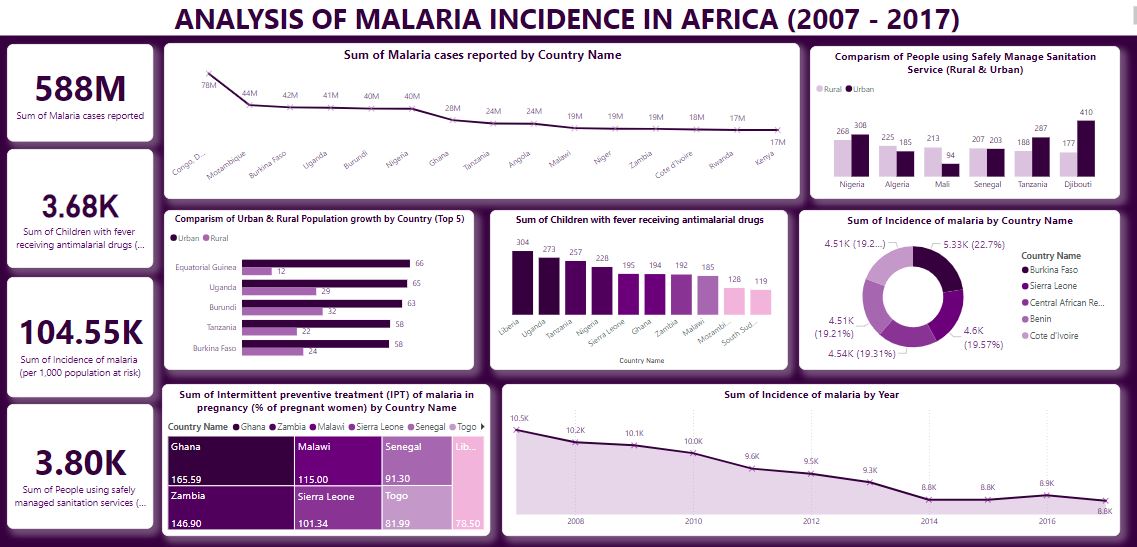 ANALYSIS OF MALARIA INCIDENCE IN AFRICA (2007 - 2017)
588M
Sum of Malaria cases reported
3.68K
Sum of Children with fever
receiving antimalarial drugs (...
104.55K
Sum of Incidence of malaria
(per 1,000 population at risk)
3.80K
Sum of People using safely
managed sanitation services (...
Sum of Malaria cases reported by Country Name
78M
44M
42M
41M
40M
40M
28M
24M
24M
19M
19M
19M
18M
17M
17M
Congo, D...
Mozambique
Burkina Faso
Uganda
Burundi
Nigeria
Ghana
Tanzania
Angola
Malawi
Niger
Zambia
Cote d'Ivoire
Rwanda
Kenya
Comparism of People using Safely Manage Sanitation
Service (Rural & Urban)
Rural Urban
268 308
225 185
213 94
207 203
188 287
177 410
Nigeria Algeria Mali Senegal Tanzania Djibouti
Comparism of Urban & Rural Population growth by Country (Top 5)
Urban Rural
Equatorial Guinea 66
12
Uganda 65
29
Burundi 63
32
Tanzania 58
22
Burkina Faso 58
24
Sum of Children with fever receiving antimalarial drugs
304
273
257
228
195
194
192
185
128
119
Liberia
Uganda
Tanzania
Nigeria
Sierra Leone
Ghana
Zambia
Malawi
Mozambi...
South Sud...
Country Name
Sum of Incidence of malaria by Country Name
4.51K (19.2...)
5.33K (22.7%)
4.51K
(19.21%)
4.6K
(19.57%)
4.54K (19.31%)
Country Name
Burkina Faso
Sierra Leone
Central African Re...
Benin
Cote d'Ivoire
Sum of Intermittent preventive treatment (IPT) of malaria in
pregnancy (% of pregnant women) by Country Name
Country Name Ghana Zambia Malawi Sierra Leone Senegal Togo
Ghana
165.59
Zambia
146.90
Malawi
115.00
Sierra Leone
101.34
Senegal
91.30
Togo
81.99
Lib...
78.50
Sum of Incidence of malaria by Year
10.5K
10.2K
10.1K
10.0K
9.6K
9.5K
9.3K
8.8K
8.8K
8.9K
8.8K
2008 2010 2012 2014 2016